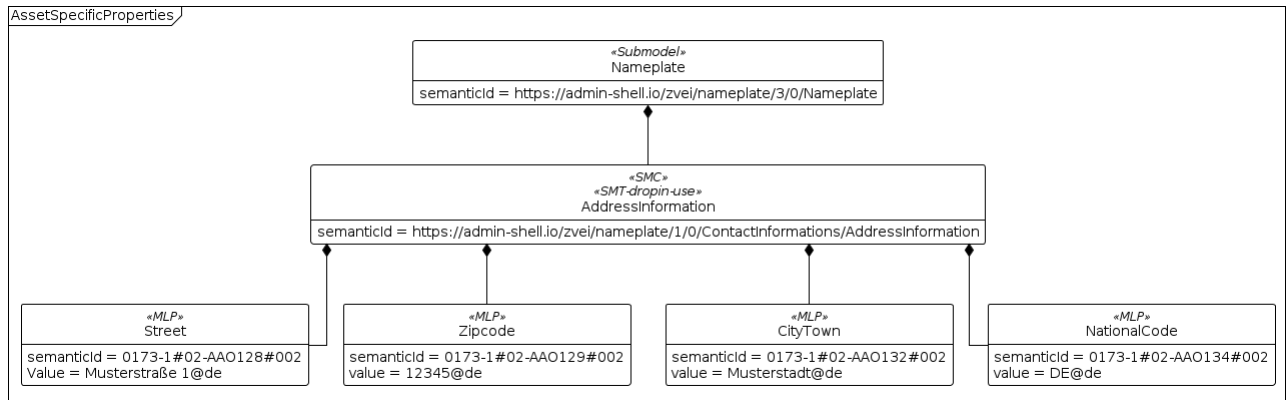 AssetSpecificProperties
«Submodel»
Nameplate
semanticId = https://admin-shell.io/zvei/nameplate/3/0/Nameplate
«SMC»
«SMT-dropin-use»
AddressInformation
semanticId = https://admin-shell.io/zvei/nameplate/1/0/ContactInformations/AddressInformation
«MLP»
Street
semanticId = 0173-1#02-AAO128#002
Value = Musterstraße 1@de
«MLP»
Zipcode
semanticId = 0173-1#02-AAO129#002
value = 12345@de
«MLP»
CityTown
semanticId = 0173-1#02-AAO132#002
value = Musterstadt@de
«MLP»
NationalCode
semanticId = 0173-1#02-AAO134#002
value = DE@de